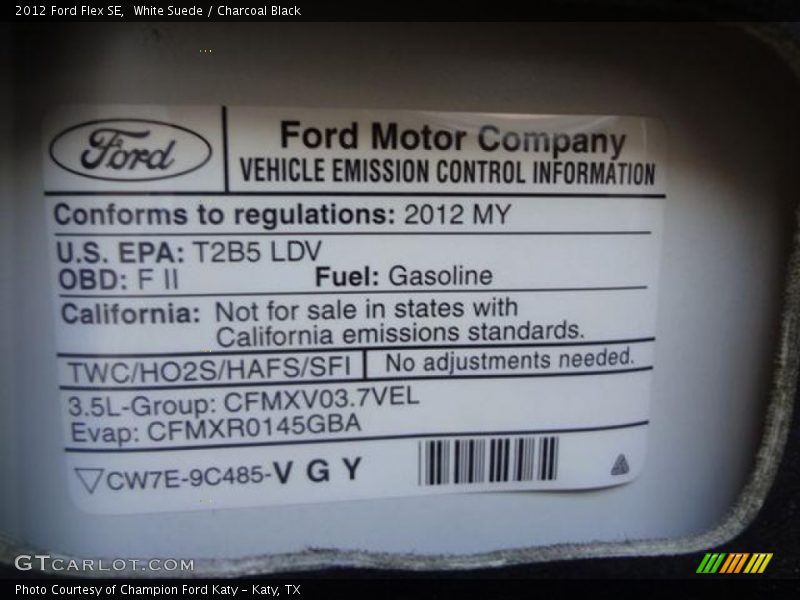 2012 Ford Flex SE,  White Suede / Charcoal Black
Ford
Ford Motor Company
VEHICLE EMISSION CONTROL INFORMATION
Conforms to regulations: 2012 MY
U.S. EPA: T2B5 LDV
OBD: F II Fuel: Gasoline
California: Not for sale in states with
California emissions standards.
TWC/HO2S/HAFS/SFI No adjustments needed.
3.5L-Group: CFMXV03.7VEL
Evap: CFMXR0145GBA
CW7E-9C485-V G Y
GTCARLOT.COM
Photo Courtesy of Champion Ford Katy - Katy, TX